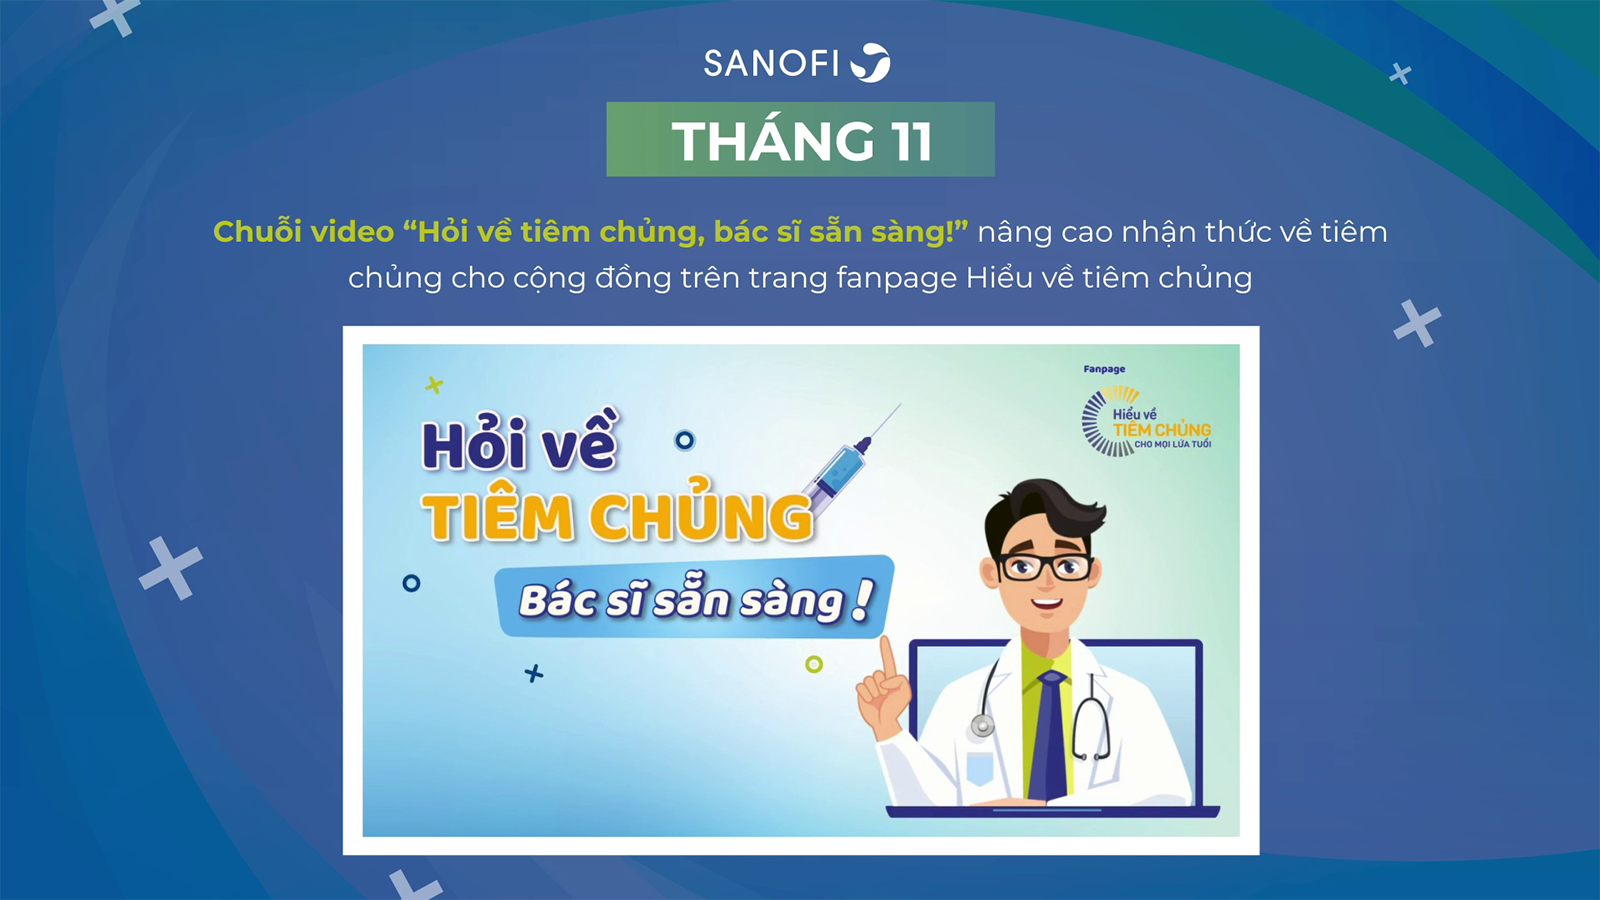 SANOFI
THÁNG 11
Chuỗi video “Hỏi về tiêm chủng, bác sĩ sẵn sàng!” nâng cao nhận thức về tiêm
chủng cho cộng đồng trên trang fanpage Hiểu về tiêm chủng
Fanpage
Hiểu về
TIÊM CHỦNG
CHO MỌI LỨA TUỔI
Hỏi về
TIÊM CHỦNG
Bác sĩ sẵn sàng !